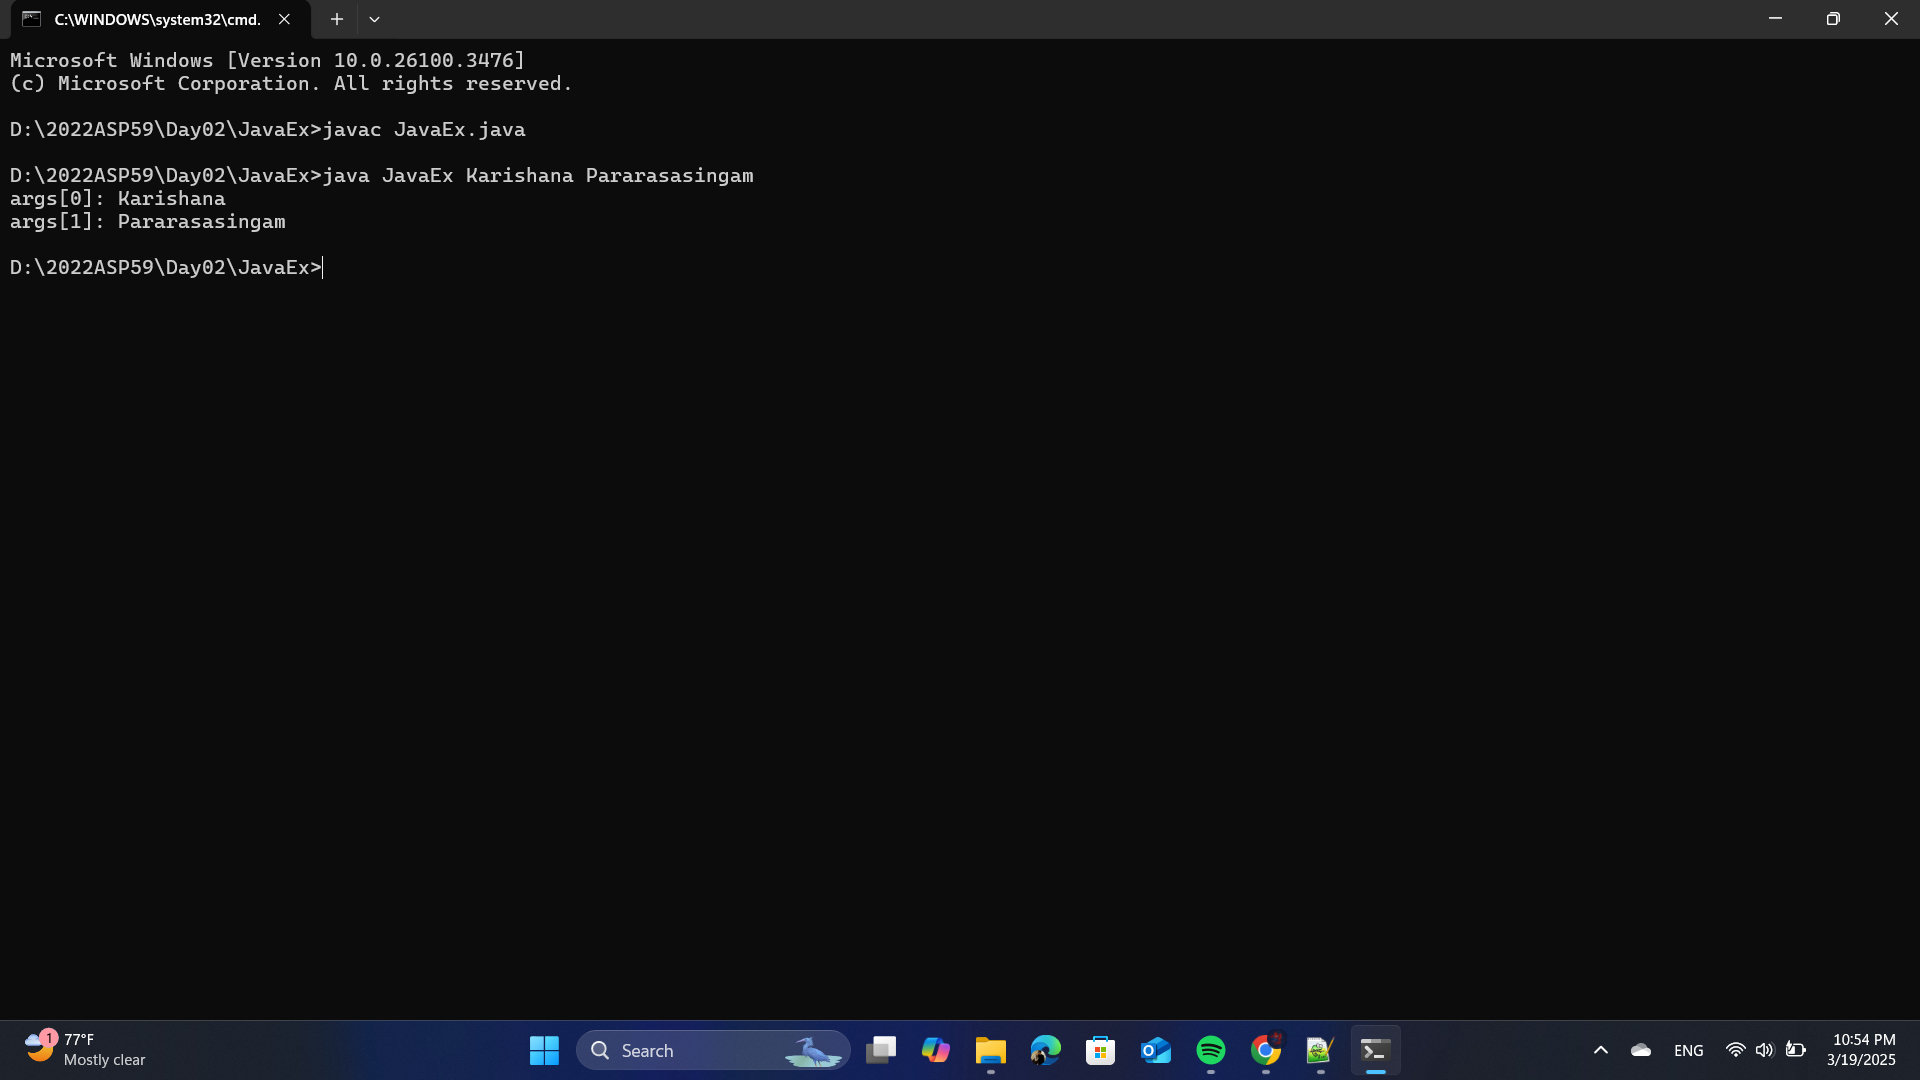 C:\WINDOWS\system32\cmd.
Microsoft Windows [Version 10.0.26100.3476]
(c) Microsoft Corporation. All rights reserved.
D:\2022ASP59\Day02\JavaEx>javac JavaEx.java
D:\2022ASP59\Day02\JavaEx>java JavaEx Karishana Pararasasingam
args[0]: Karishana
args[1]: Pararasasingam
D:\2022ASP59\Day02\JavaEx>
1
77°F
Mostly clear
Search
ENG
10:54 PM
3/19/2025